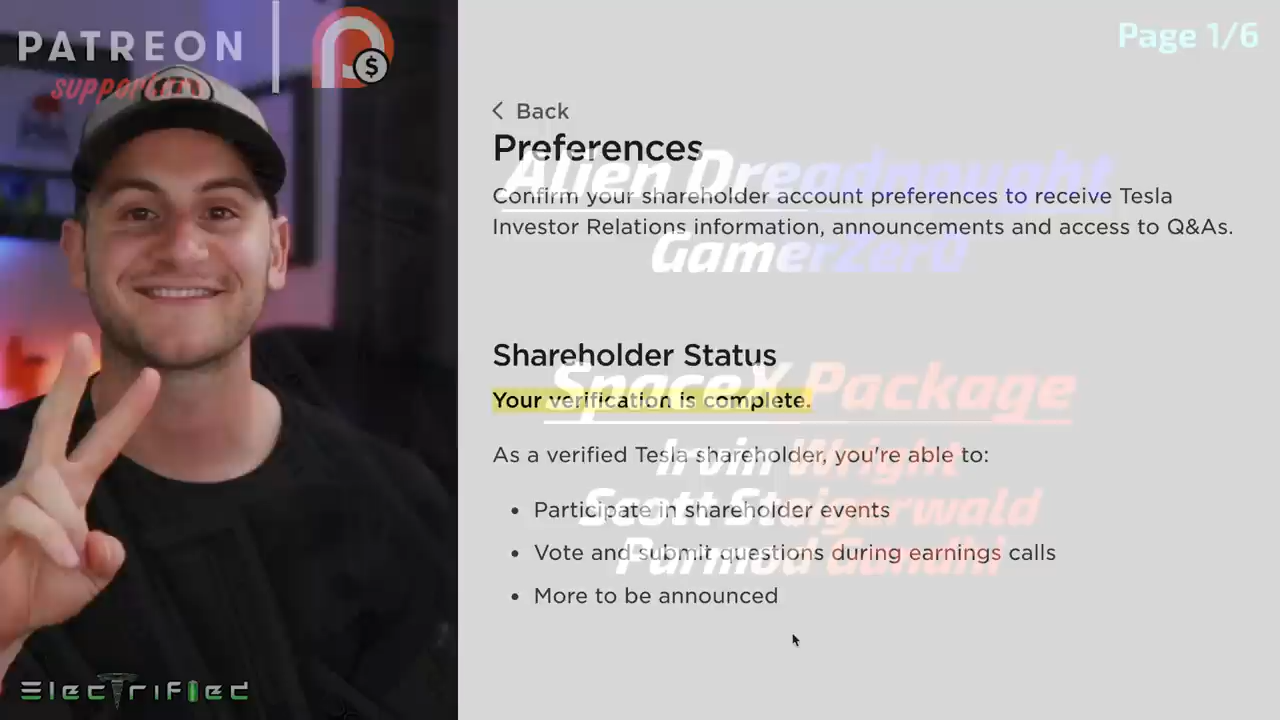 PATREON
supporters
$
Page 1/6
Back
Preferences
Alien Dreadnought
Confirm your shareholder account preferences to receive Tesla
Investor Relations information, announcements and access to Q&As.
GamerZer0
Shareholder Status
SpaceX Package
Your verification is complete.
Irvin Wright
As a verified Tesla shareholder, you're able to:
Scott Steigerwald
• Participate in shareholder events
• Vote and submit questions during earnings calls
Parmod Gandhi
• More to be announced
Electrified